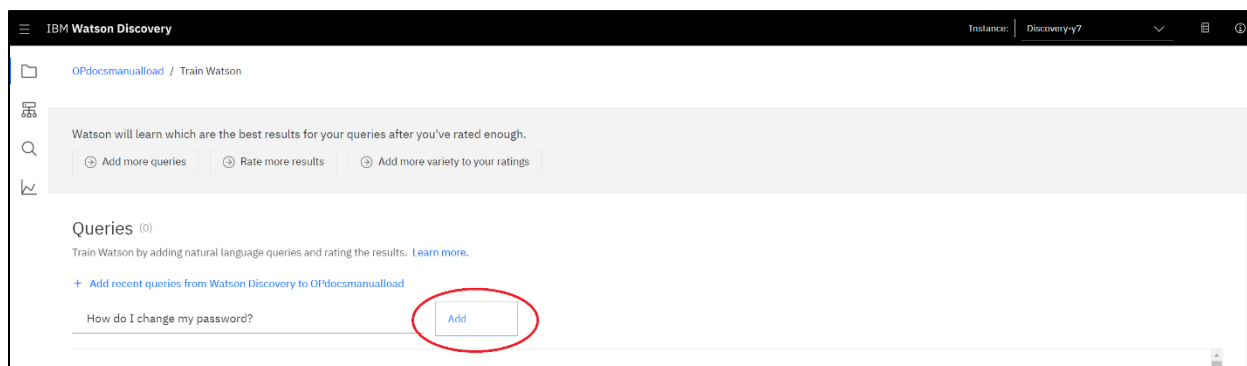 IBM Watson Discovery Instance: Discovery-y7
OPdocsmanualload / Train Watson
Watson will learn which are the best results for your queries after you've rated enough.
Add more queries Rate more results Add more variety to your ratings
Queries (0)
Train Watson by adding natural language queries and rating the results. Learn more.
+ Add recent queries from Watson Discovery to OPdocsmanualload
How do I change my password? Add